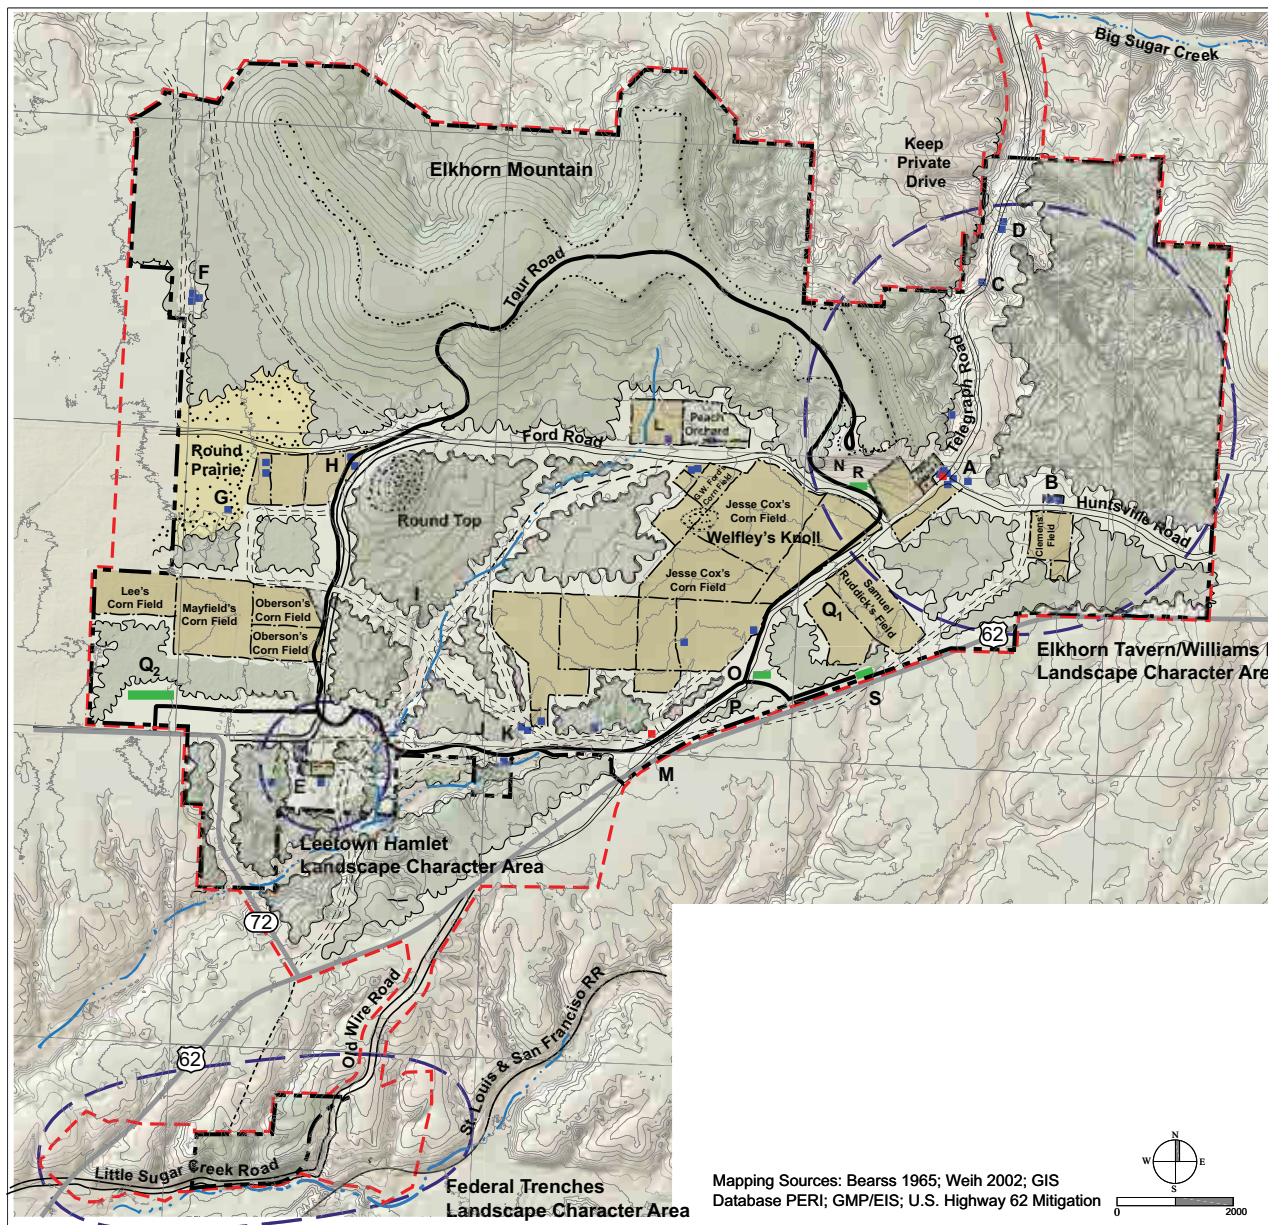 Big Sugar Creek
Elkhorn Mountain
Keep
Private
Drive
D
F
C
Tour Road
Telegraph Road
L
Peach
Orchard
Ford Road
Round
Prairie
H
G
N
R
A
B
Huntsville Road
G.W. Ford's
Corn Field
Jesse Cox's
Corn Field
Welfley's Knoll
Round Top
Clemens'
Field
Jesse Cox's
Corn Field
Samuel
Ruddick's Field
Q1
Lee's
Corn Field
Mayfield's
Corn Field
Oberson's
Corn Field
Oberson's
Corn Field
I
62
Elkhorn Tavern/Williams
Landscape Character Are
Q2
O
P
S
J
K
M
E
Leetown Hamlet
Landscape Character Area
72
Old Wire Road
St. Louis & San Francisco RR
62
Little Sugar Creek Road
Federal Trenches
Landscape Character Area
Mapping Sources: Bearss 1965; Weih 2002; GIS
Database PERI; GMP/EIS; U.S. Highway 62 Mitigation
N
W
E
S
0
2000